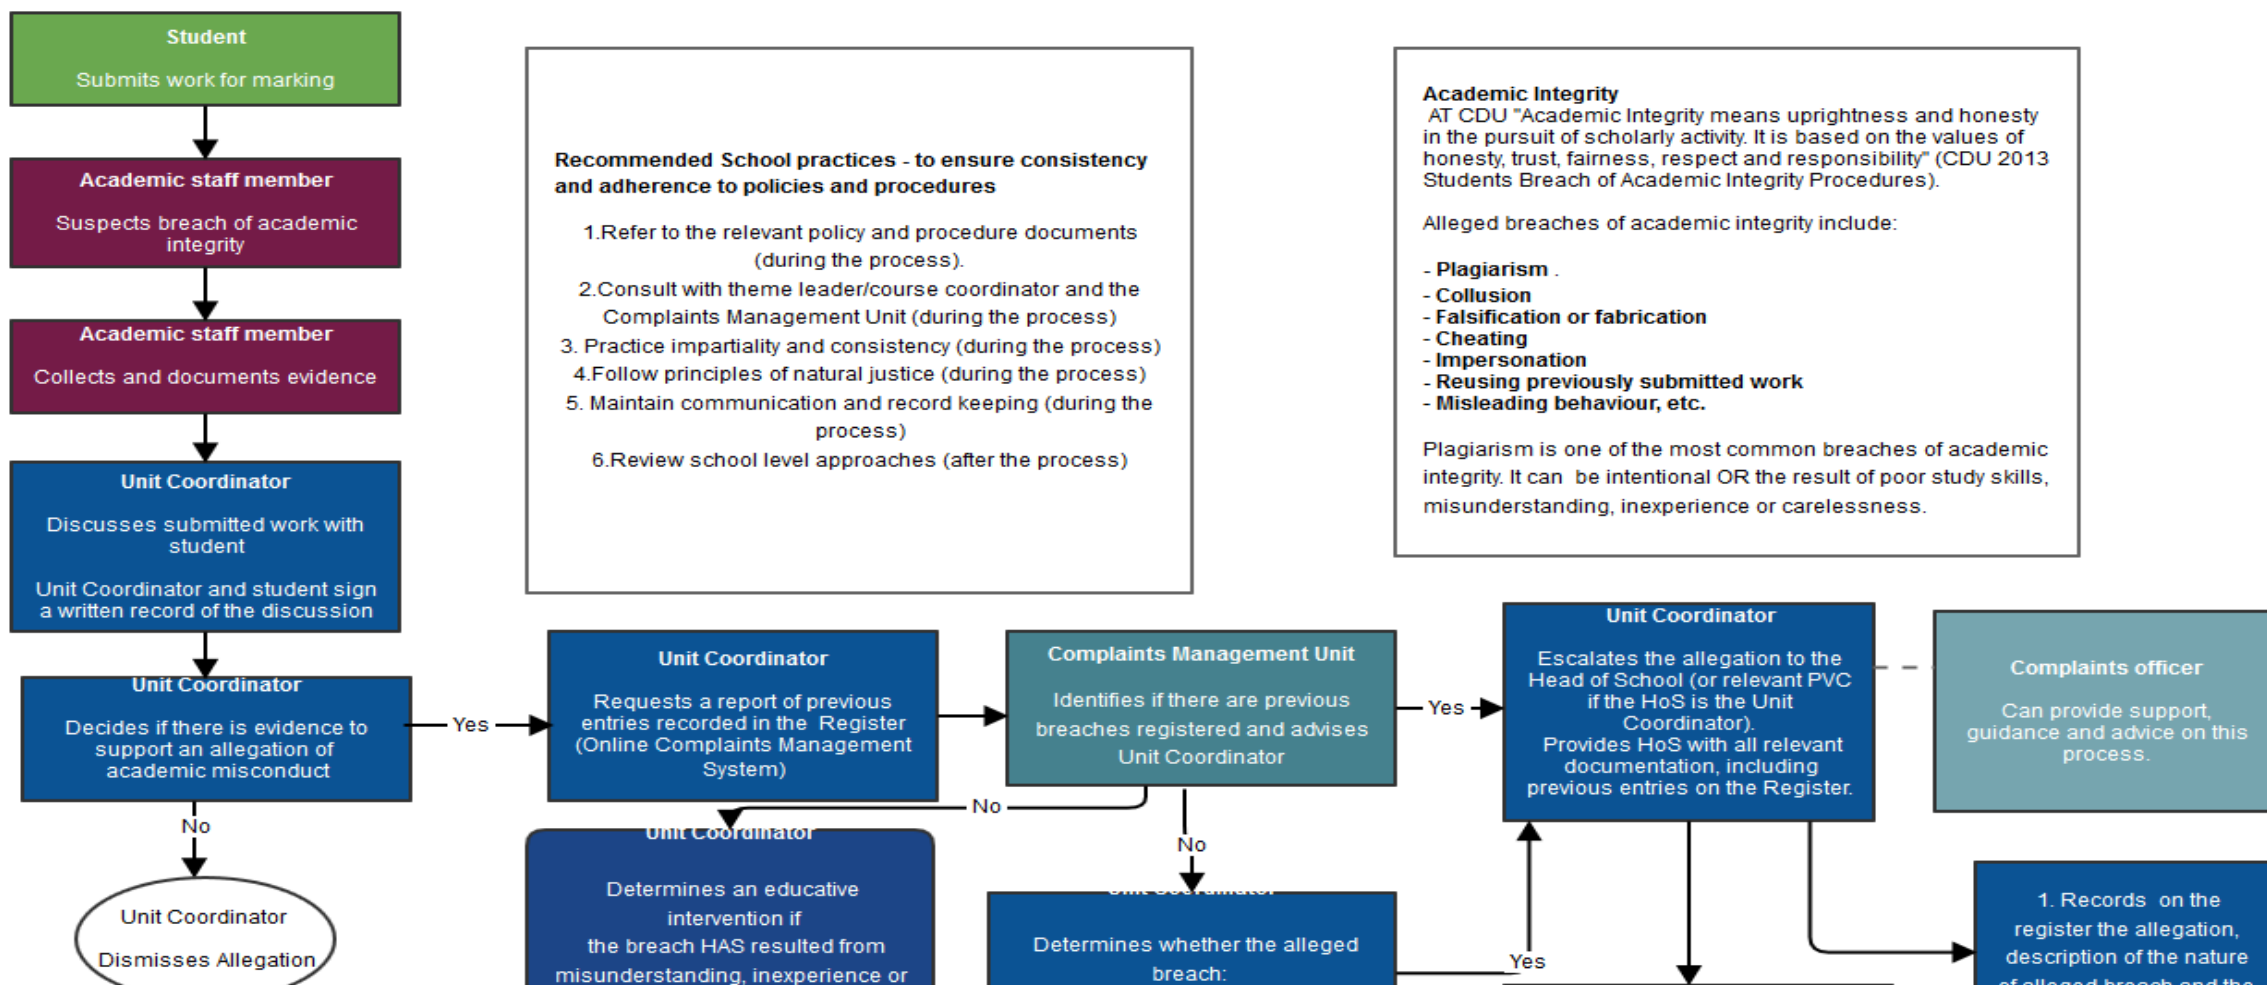 Student
Submits work for marking
Academic staff member
Suspects breach of academic
integrity
Academic staff member
Collects and documents evidence
Unit Coordinator
Discusses submitted work with
student
Unit Coordinator and student sign
a written record of the discussion
Unit Coordinator
Decides if there is evidence to
support an allegation of
academic misconduct
No
Unit Coordinator
Dismisses Allegation
Recommended School practices - to ensure consistency
and adherence to policies and procedures
1.Refer to the relevant policy and procedure documents
(during the process).
2.Consult with theme leader/course coordinator and the
Complaints Management Unit (during the process)
3. Practice impartiality and consistency (during the process)
4.Follow principles of natural justice (during the process)
5. Maintain communication and record keeping (during the
process)
6.Review school level approaches (after the process)
Academic Integrity
AT CDU "Academic Integrity means uprightness and honesty
in the pursuit of scholarly activity. It is based on the values of
honesty, trust, fairness, respect and responsibility" (CDU 2013
Students Breach of Academic Integrity Procedures).
Alleged breaches of academic integrity include:
- Plagiarism .
- Collusion
- Falsification or fabrication
- Cheating
- Impersonation
- Reusing previously submitted work
- Misleading behaviour, etc.
Plagiarism is one of the most common breaches of academic
integrity. It can be intentional OR the result of poor study skills,
misunderstanding, inexperience or carelessness.
Yes
Unit Coordinator
Requests a report of previous
entries recorded in the Register
(Online Complaints Management
System)
Complaints Management Unit
Identifies if there are previous
breaches registered and advises
Unit Coordinator
Yes
Unit Coordinator
Escalates the allegation to the
Head of School (or relevant PVC
if the HoS is the Unit
Coordinator).
Provides HoS with all relevant
documentation, including
previous entries on the Register.
Complaints officer
Can provide support,
guidance and advice on this
process.
No
Unit Coordinator
Determines an educative
intervention if
the breach HAS resulted from
misunderstanding, inexperience or
No
Unit Coordinator
Determines whether the alleged
breach:
Yes
1. Records on the
register the allegation,
description of the nature
of alleged breach and the